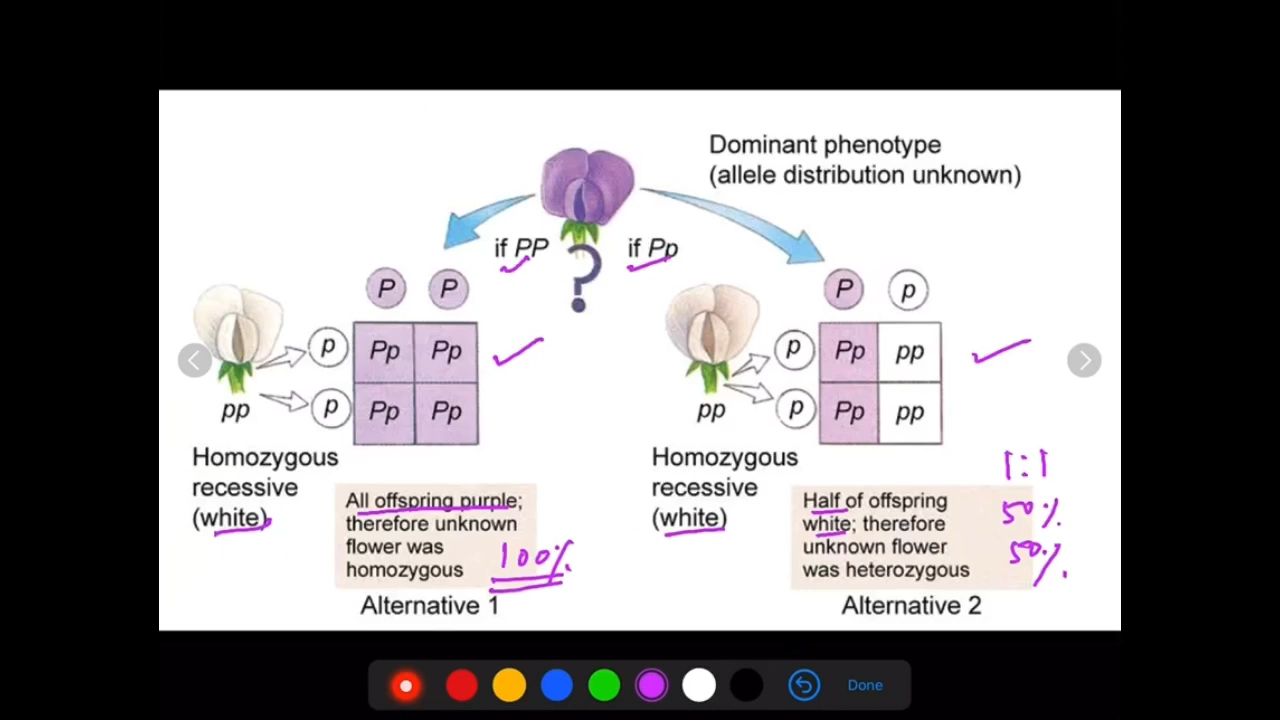 Dominant phenotype
(allele distribution unknown)
if PP
?
if Pp
P P
P p
p Pp Pp
p Pp Pp
pp
p Pp pp
p Pp pp
pp
Homozygous
recessive
(white)
All offspring purple;
therefore unknown
flower was
homozygous
100%
Alternative 1
Homozygous
recessive
(white)
Half of offspring
white; therefore
unknown flower
was heterozygous
1:1
50%
50%
Alternative 2
Done